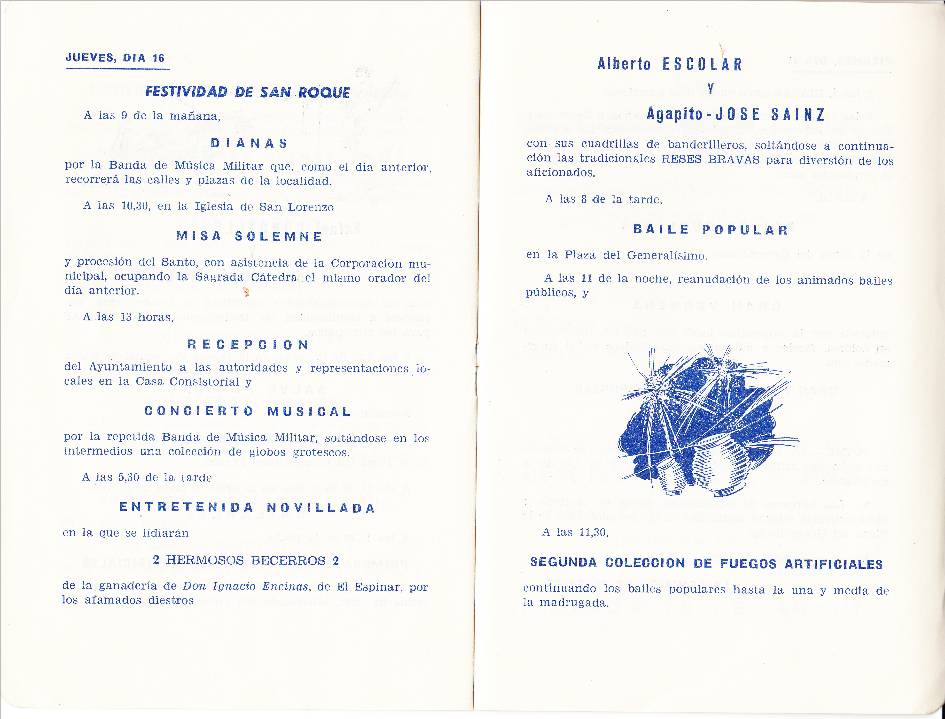 JUEVES, DIA 16
FESTIVIDAD DE SAN ROQUE
A las 9 de la mañana,
DIANAS
por la Banda de Música Militar que, como el día anterior,
recorrerá las calles y plazas de la localidad.
A las 10,30, en la Iglesia de San Lorenzo
MISA SOLEMNE
y procesión del Santo, con asistencia de la Corporación mu-
nicipal, ocupando la Sagrada Cátedra el mismo orador del
día anterior.
A las 13 horas,
RECEPCION
del Ayuntamiento a las autoridades y representaciones lo-
cales en la Casa Consistorial y
CONCIERTO MUSICAL
por la repetida Banda de Música Militar, soltándose en los
intermedios una colección de globos grotescos.
A las 5,30 de la tarde
ENTRETENIDA NOVILLADA
en la que se lidiarán
2 HERMOSOS BECERROS 2
de la ganadería de Don Ignacio Encinas, de El Espinar, por
los afamados diestros
Alberto ESCOLAR
Y
Agapito-JOSE SAINZ
con sus cuadrillas de banderilleros, soltándose a continua-
ción las tradicionales RESES BRAVAS para diversión de los
aficionados.
A las 8 de la tarde,
BAILE POPULAR
en la Plaza del Generalísimo.
A las 11 de la noche, reanudación de los animados bailes
públicos, y
A las 11,30,
SEGUNDA COLECCION DE FUEGOS ARTIFICIALES
continuando los bailes populares hasta la una y media de
la madrugada.